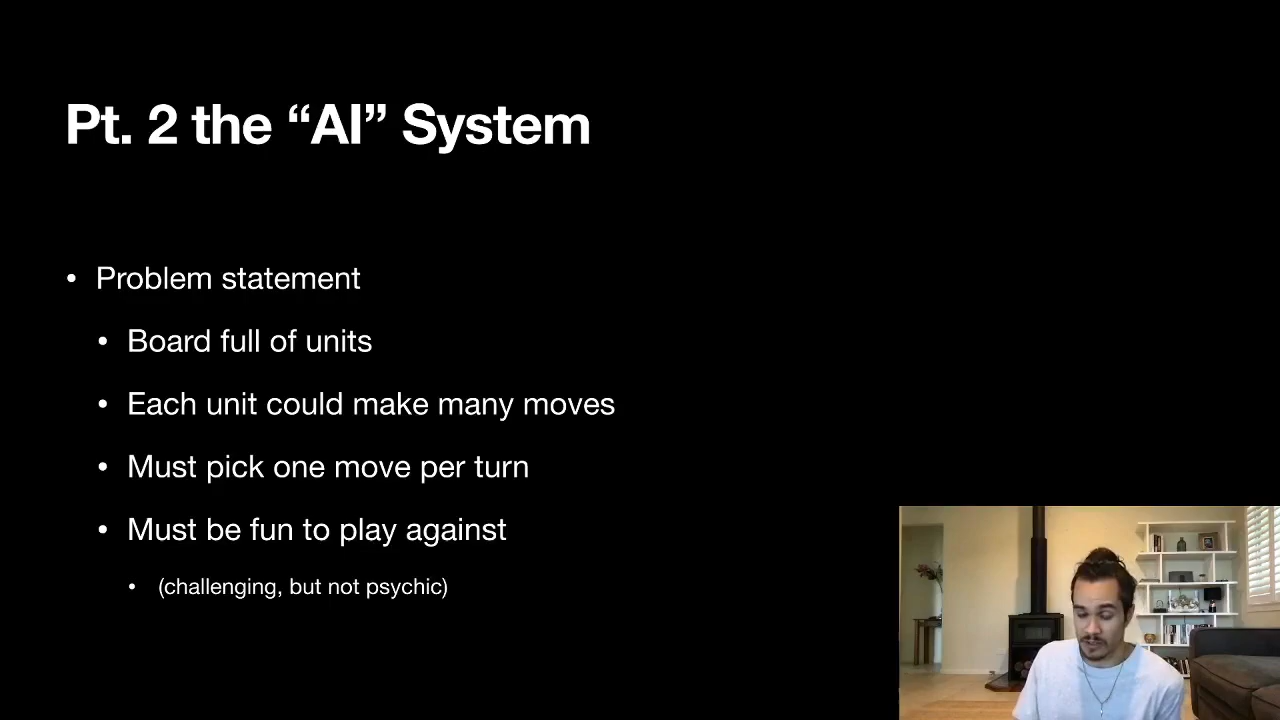 Pt. 2 the “AI” System
• Problem statement
• Board full of units
• Each unit could make many moves
• Must pick one move per turn
• Must be fun to play against
• (challenging, but not psychic)